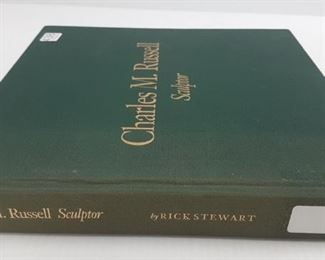 Charles M. Russell
Sculptor
. Russell Sculptor by RICK STEWART